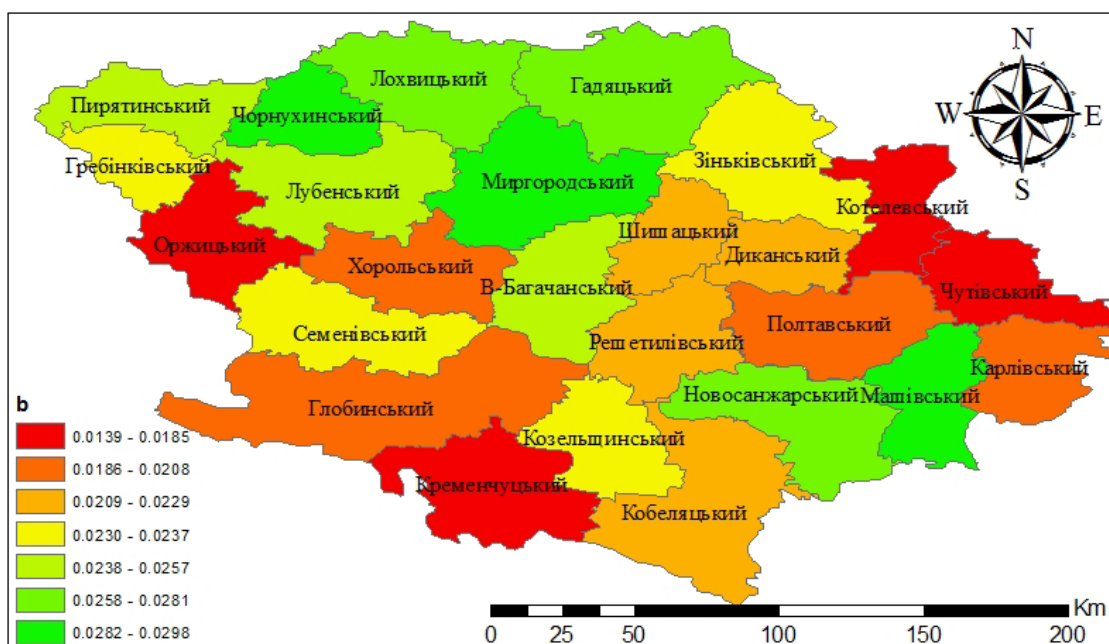 N
W
E
S
Лохвицький
Гадяцький
Пирятинський
Чорнухинський
Гребінківський
Зіньківський
Лубенський
Миргородський
Котелевський
Оржицький
Шишацький
Диканський
Хорольський
В-Багачанський
Чутівський
Семенівський
Полтавський
Решетилівський
Карлівський
Новосанжарський
Машівський
Глобинський
Козельщинський
Кременчуцький
Кобеляцький
b
0.0139 - 0.0185
0.0186 - 0.0208
0.0209 - 0.0229
0.0230 - 0.0237
0.0238 - 0.0257
0.0258 - 0.0281
0.0282 - 0.0298
Km
0 25 50 100 150 200